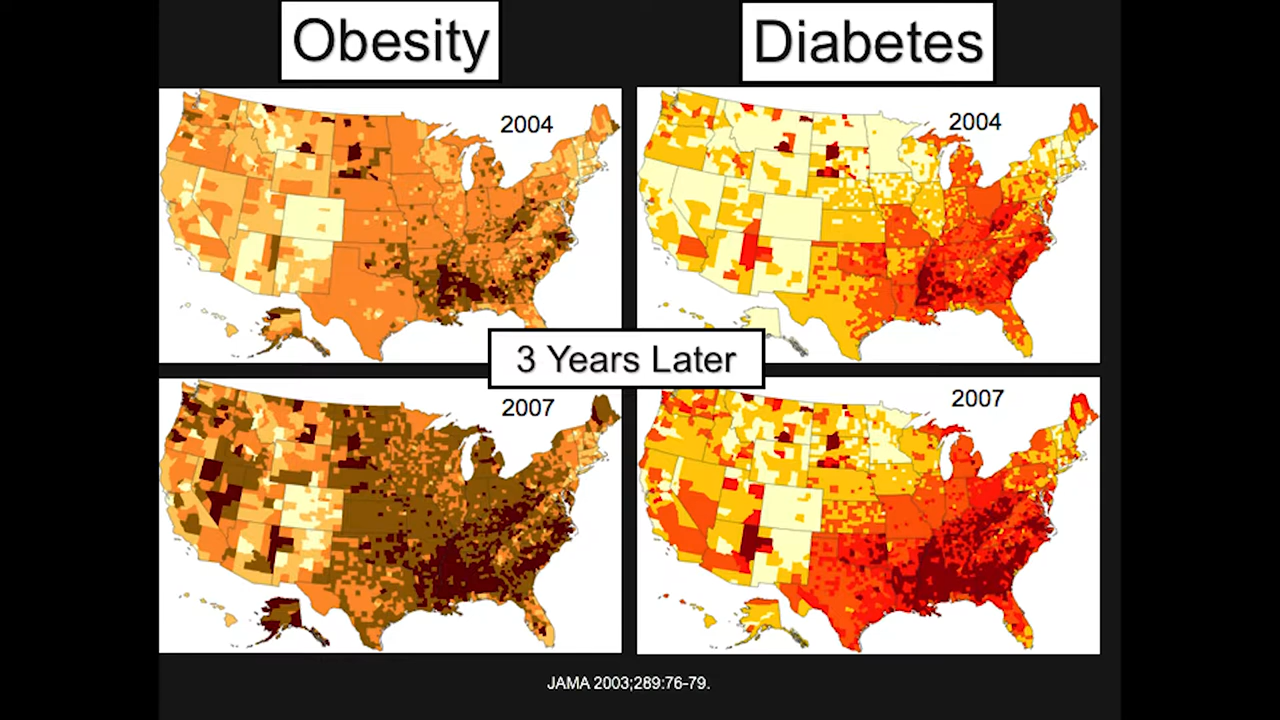 Obesity
Diabetes
2004
2004
3 Years Later
2007
2007
JAMA 2003;289:76-79.